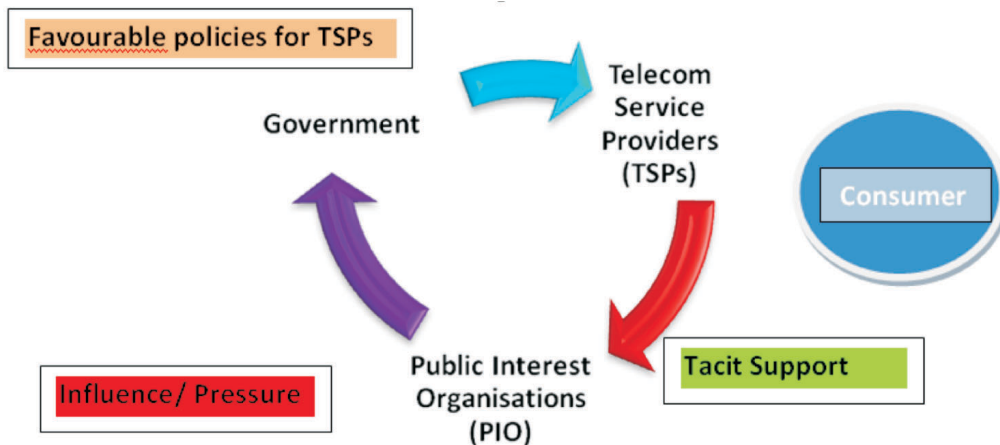 Favourable policies for TSPs
Government
Telecom
Service
Providers
(TSPs)
Consumer
Tacit Support
Public Interest
Organisations
(PIO)
Influence/ Pressure